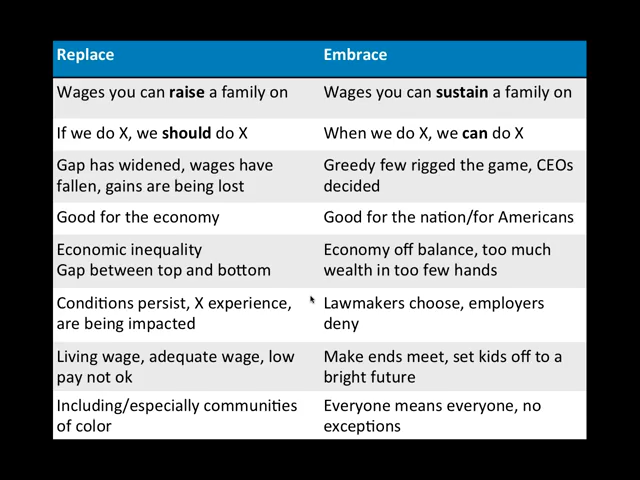 Replace Embrace
Wages you can raise a family on Wages you can sustain a family on
If we do X, we should do X When we do X, we can do X
Gap has widened, wages have Greedy few rigged the game, CEOs
fallen, gains are being lost decided
Good for the economy Good for the nation/for Americans
Economic inequality Economy off balance, too much
Gap between top and bottom wealth in too few hands
Conditions persist, X experience, Lawmakers choose, employers
are being impacted deny
Living wage, adequate wage, low Make ends meet, set kids off to a
pay not ok bright future
Including/especially communities Everyone means everyone, no
of color exceptions